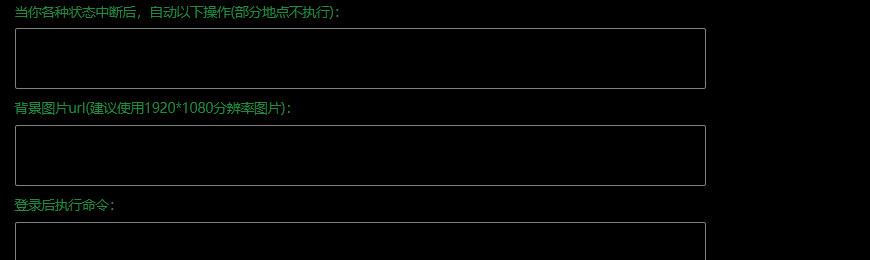 当你各种状态中断后，自动以下操作(部分地点不执行)：
背景图片url(建议使用1920*1080分辨率图片)：
登录后执行命令：